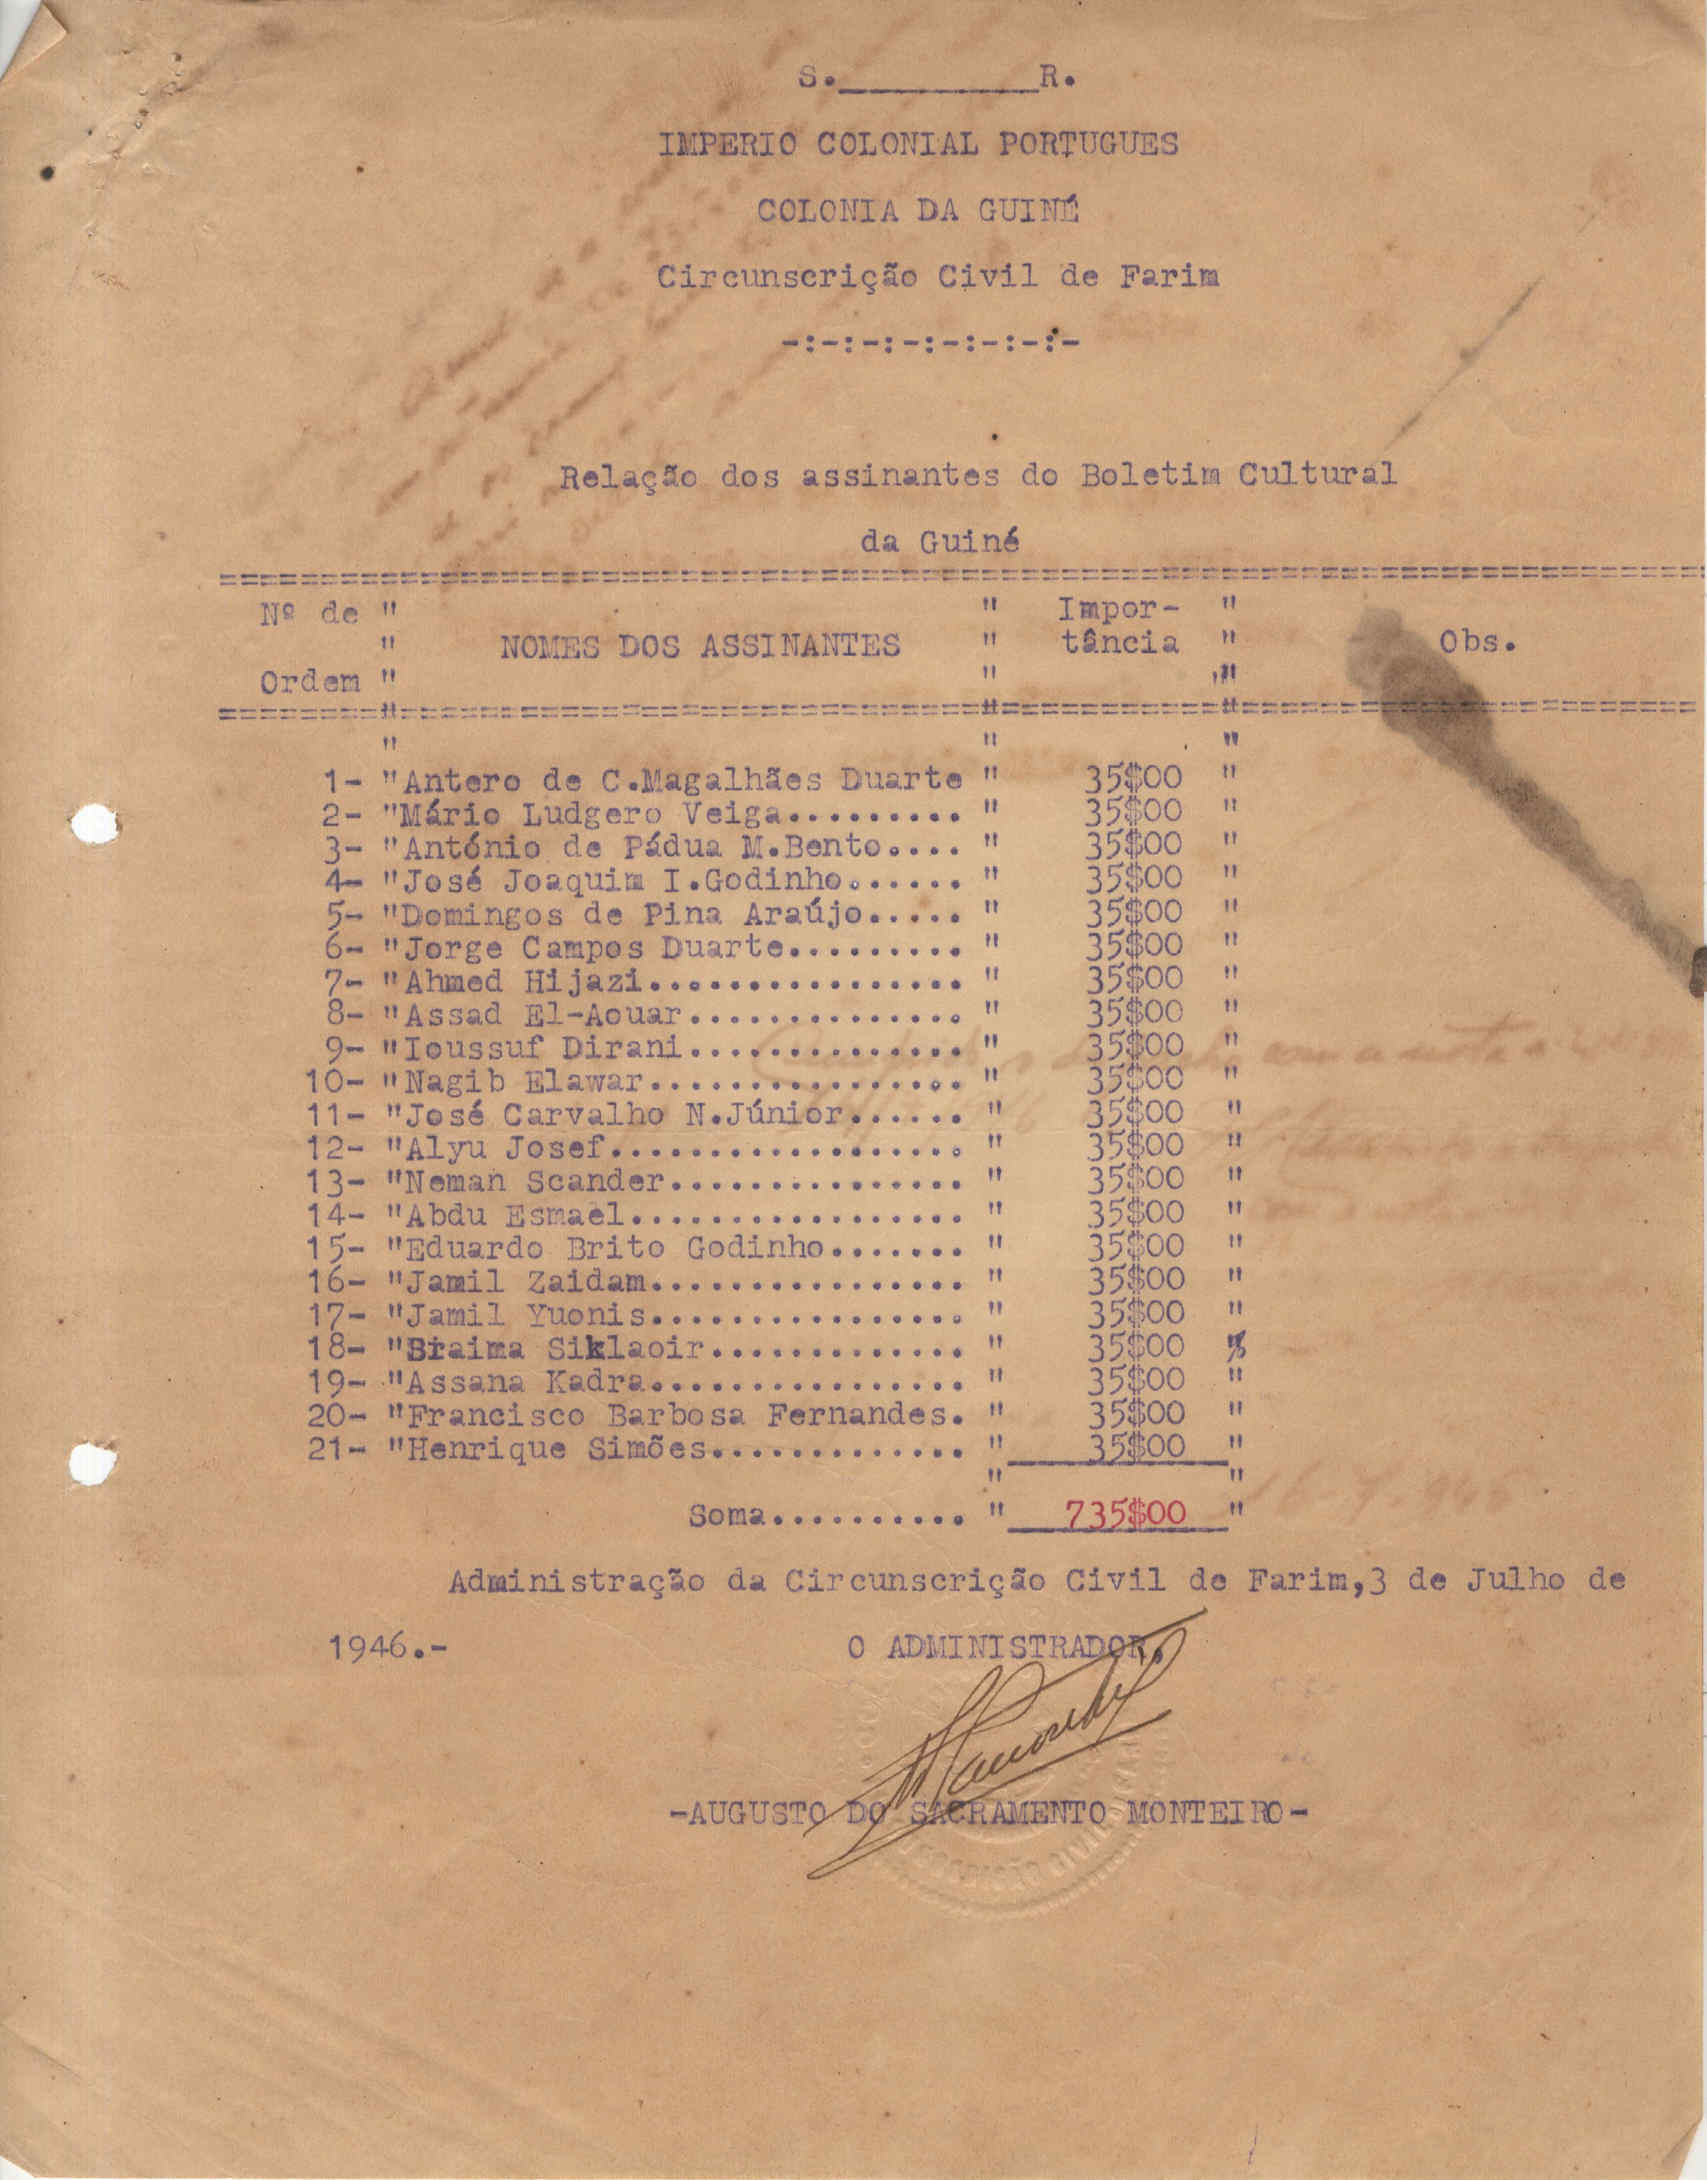 S.__________R.
IMPERIO COLONIAL PORTUGUES
COLONIA DA GUINÉ
Circunscrição Civil de Farim
-:-:-:-:-:-:-:-
Relação dos assinantes do Boletim Cultural
da Guiné
Nº de " " Impor- "
" NOMES DOS ASSINANTES " tância " Obs.
Ordem " " "
1- "Antero de C.Magalhães Duarte " 35$00 "
2- "Mário Ludgero Veiga......... " 35$00 "
3- "António de Pádua M.Bento.... " 35$00 "
4- "José Joaquim I.Godinho...... " 35$00 "
5- "Domingos de Pina Araújo..... " 35$00 "
6- "Jorge Campos Duarte......... " 35$00 "
7- "Ahmed Hijazi................ " 35$00 "
8- "Assad El-Aouar.............. " 35$00 "
9- "Ioussuf Dirani.............. " 35$00 "
10- "Nagib Elawar................ " 35$00 "
11- "José Carvalho N.Júnior...... " 35$00 "
12- "Alyu Josef.................. " 35$00 "
13- "Neman Scander............... " 35$00 "
14- "Abdu Esmael................. " 35$00 "
15- "Eduardo Brito Godinho....... " 35$00 "
16- "Jamil Zaidam................ " 35$00 "
17- "Jamil Yuonis................ " 35$00 "
18- "Braima Siklaoir............. " 35$00 "
19- "Assana Kadra................ " 35$00 "
20- "Francisco Barbosa Fernandes. " 35$00 "
21- "Henrique Simões............. " 35$00 "
Soma.......... " 735$00 "
Administração da Circunscrição Civil de Farim,3 de Julho de
1946.- O ADMINISTRADOR.
-AUGUSTO DO SACRAMENTO MONTEIRO-